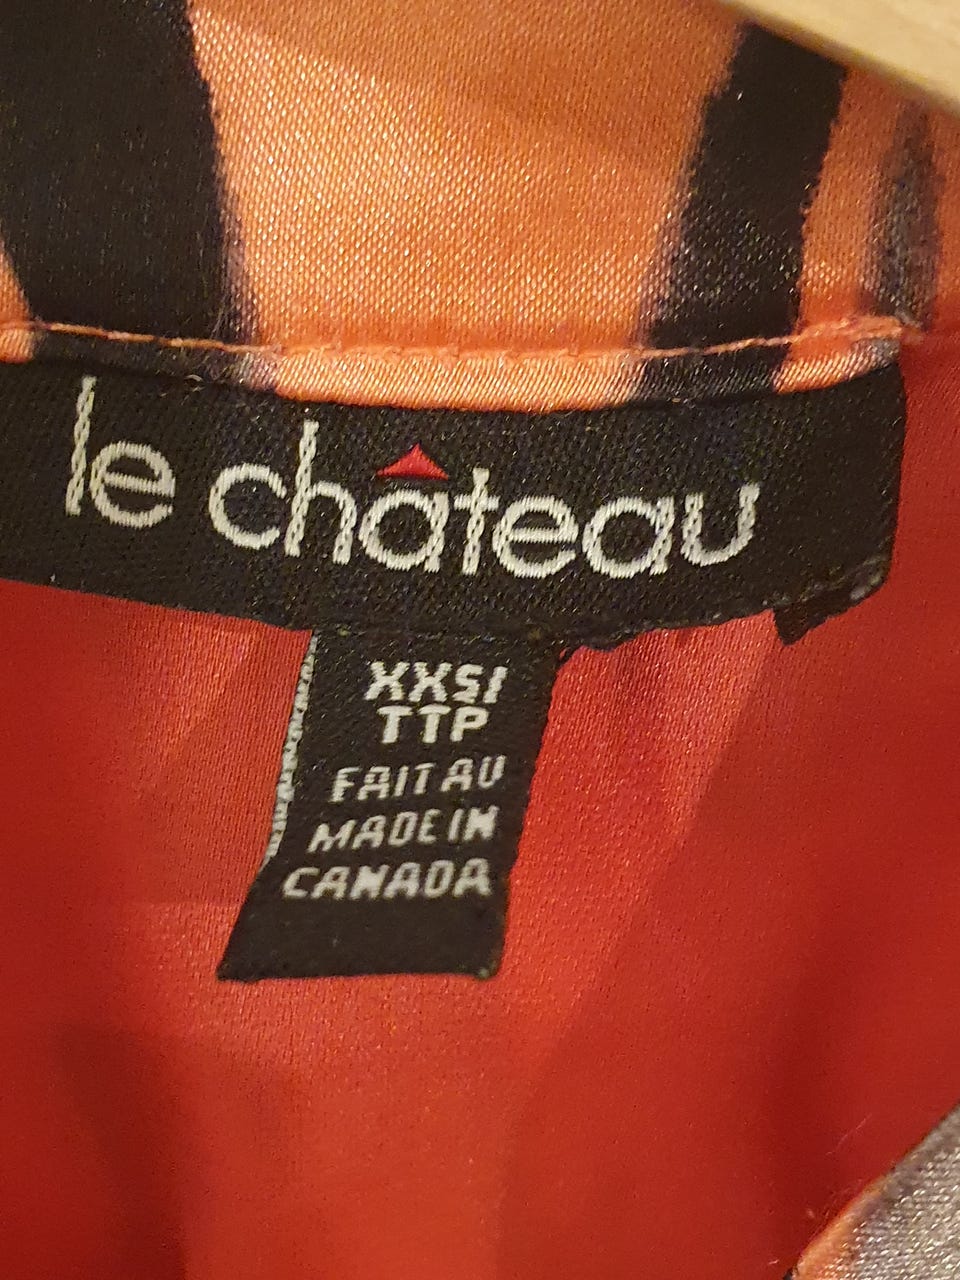 le château
XXS/
TTP
FAIT AU
MADE IN
CANADA